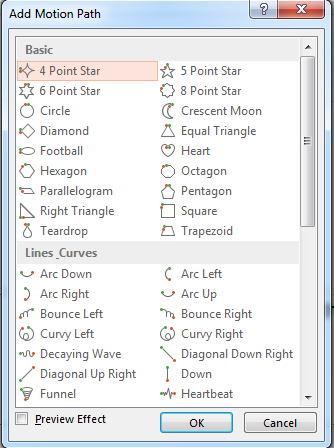 Add Motion Path ?
Basic
4 Point Star 5 Point Star
6 Point Star 8 Point Star
Circle Crescent Moon
Diamond Equal Triangle
Football Heart
Hexagon Octagon
Parallelogram Pentagon
Right Triangle Square
Teardrop Trapezoid
Lines_Curves
Arc Down Arc Left
Arc Right Arc Up
Bounce Left Bounce Right
Curvy Left Curvy Right
Decaying Wave Diagonal Down Right
Diagonal Up Right Down
Funnel Heartbeat
Preview Effect OK Cancel